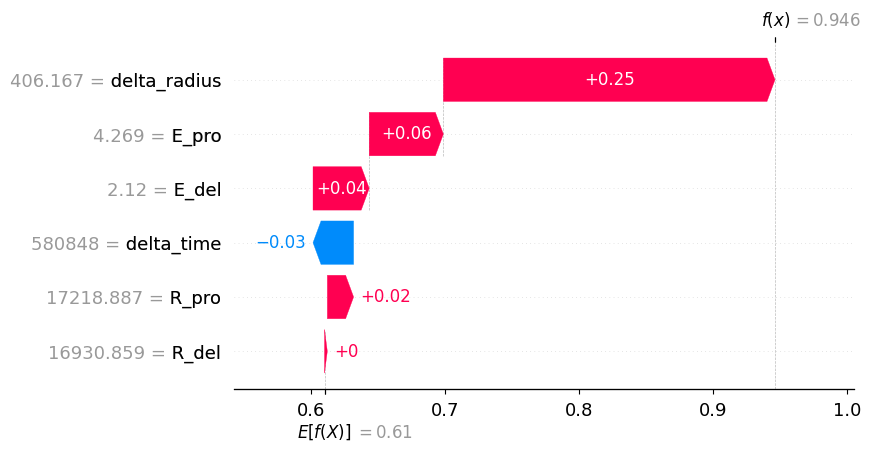 f(x) = 0.946
406.167 = delta_radius
+0.25
4.269 = E_pro
+0.06
2.12 = E_del
+0.04
580848 = delta_time
−0.03
17218.887 = R_pro
+0.02
16930.859 = R_del
+0
0.6 0.7 0.8 0.9 1.0
E[f(X)] = 0.61